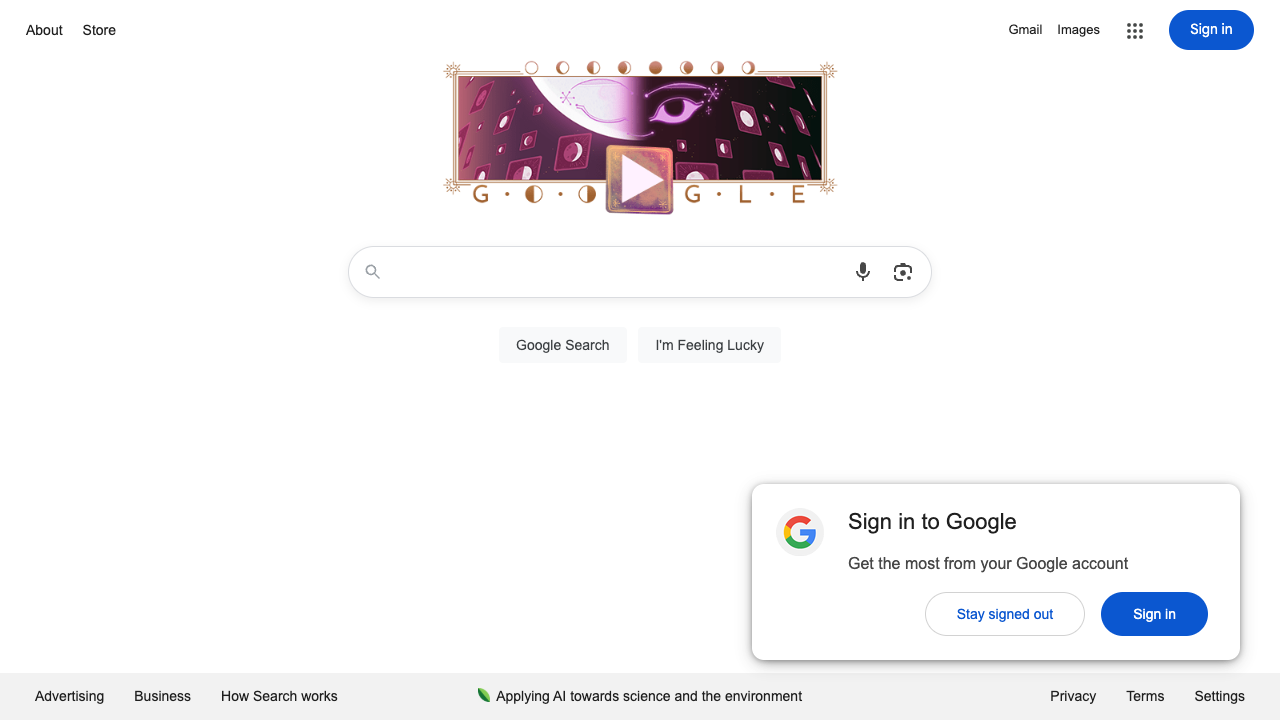 About Store
Gmail Images
Sign in
G · · G L · E
Google Search
I'm Feeling Lucky
Sign in to Google
Get the most from your Google account
Stay signed out
Sign in
Advertising Business How Search works
Applying AI towards science and the environment
Privacy Terms Settings